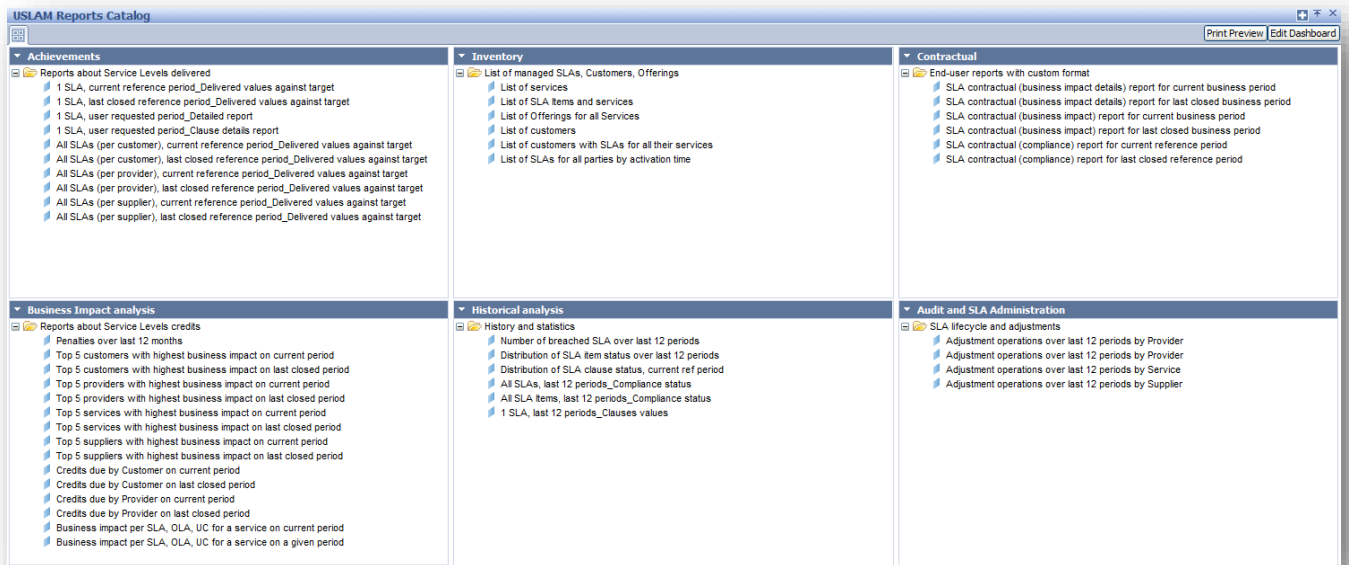 USLAM Reports Catalog
Print Preview Edit Dashboard
Achievements
Reports about Service Levels delivered
1 SLA, current reference period_Delivered values against target
1 SLA, last closed reference period_Delivered values against target
1 SLA, user requested period_Detailed report
1 SLA, user requested period_Clause details report
All SLAs (per customer), current reference period_Delivered values against target
All SLAs (per customer), last closed reference period_Delivered values against target
All SLAs (per provider), current reference period_Delivered values against target
All SLAs (per provider), last closed reference period_Delivered values against target
All SLAs (per supplier), current reference period_Delivered values against target
All SLAs (per supplier), last closed reference period_Delivered values against target
Inventory
List of managed SLAs, Customers, Offerings
List of services
List of SLA Items and services
List of Offerings for all Services
List of customers
List of customers with SLAs for all their services
List of SLAs for all parties by activation time
Contractual
End-user reports with custom format
SLA contractual (business impact details) report for current business period
SLA contractual (business impact details) report for last closed business period
SLA contractual (business impact) report for current business period
SLA contractual (business impact) report for last closed business period
SLA contractual (compliance) report for current reference period
SLA contractual (compliance) report for last closed reference period
Business Impact analysis
Reports about Service Levels credits
Penalties over last 12 months
Top 5 customers with highest business impact on current period
Top 5 customers with highest business impact on last closed period
Top 5 providers with highest business impact on current period
Top 5 providers with highest business impact on last closed period
Top 5 services with highest business impact on current period
Top 5 services with highest business impact on last closed period
Top 5 suppliers with highest business impact on current period
Top 5 suppliers with highest business impact on last closed period
Credits due by Customer on current period
Credits due by Customer on last closed period
Credits due by Provider on current period
Credits due by Provider on last closed period
Business impact per SLA, OLA, UC for a service on current period
Business impact per SLA, OLA, UC for a service on a given period
Historical analysis
History and statistics
Number of breached SLA over last 12 periods
Distribution of SLA item status over last 12 periods
Distribution of SLA clause status, current ref period
All SLAs, last 12 periods_Compliance status
All SLA Items, last 12 periods_Compliance status
1 SLA, last 12 periods_Clauses values
Audit and SLA Administration
SLA lifecycle and adjustments
Adjustment operations over last 12 periods by Provider
Adjustment operations over last 12 periods by Provider
Adjustment operations over last 12 periods by Service
Adjustment operations over last 12 periods by Supplier